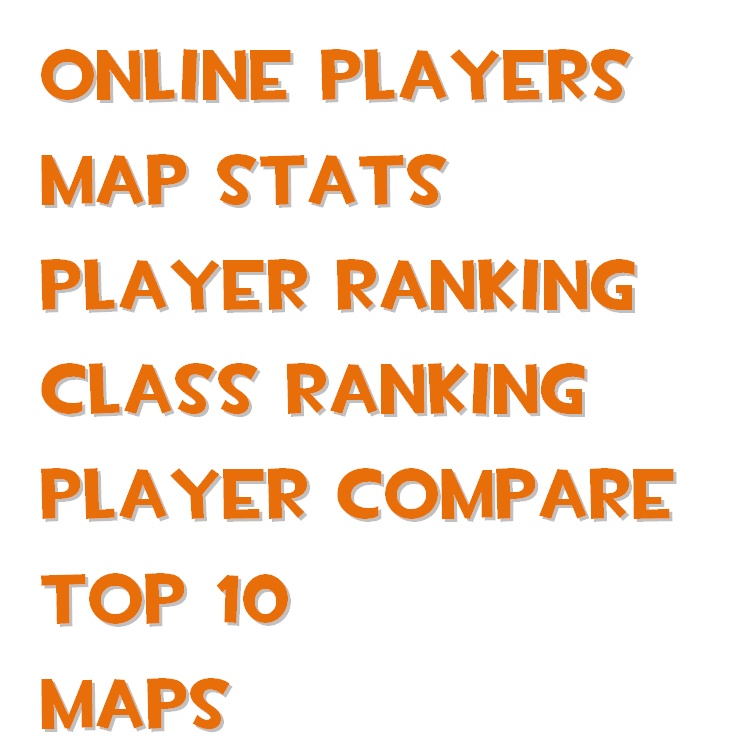 ONLINE PLAYERS
MAP STATS
PLAYER RANKING
CLASS RANKING
PLAYER COMPARE
TOP 10
MAPS